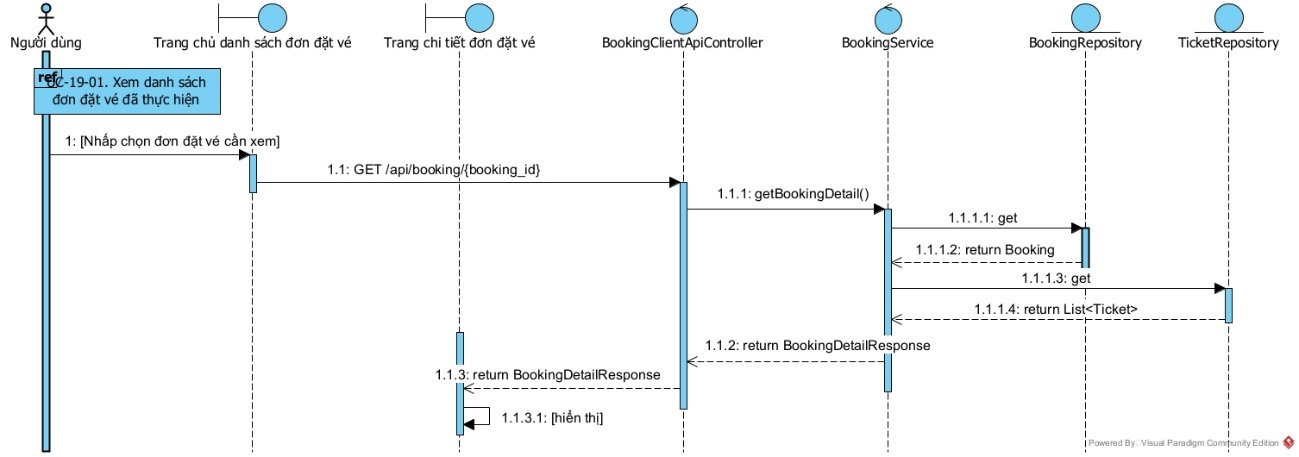 Người dùng
Trang chủ danh sách đơn đặt vé
Trang chi tiết đơn đặt vé
BookingClientApiController
BookingService
BookingRepository
TicketRepository
ref
UC-19-01. Xem danh sách
đơn đặt vé đã thực hiện
1: [Nhấp chọn đơn đặt vé cần xem]
1.1: GET /api/booking/{booking_id}
1.1.1: getBookingDetail()
1.1.1.1: get
1.1.1.2: return Booking
1.1.1.3: get
1.1.1.4: return List<Ticket>
1.1.2: return BookingDetailResponse
1.1.3: return BookingDetailResponse
1.1.3.1: [hiển thị]
Powered By Visual Paradigm Community Edition